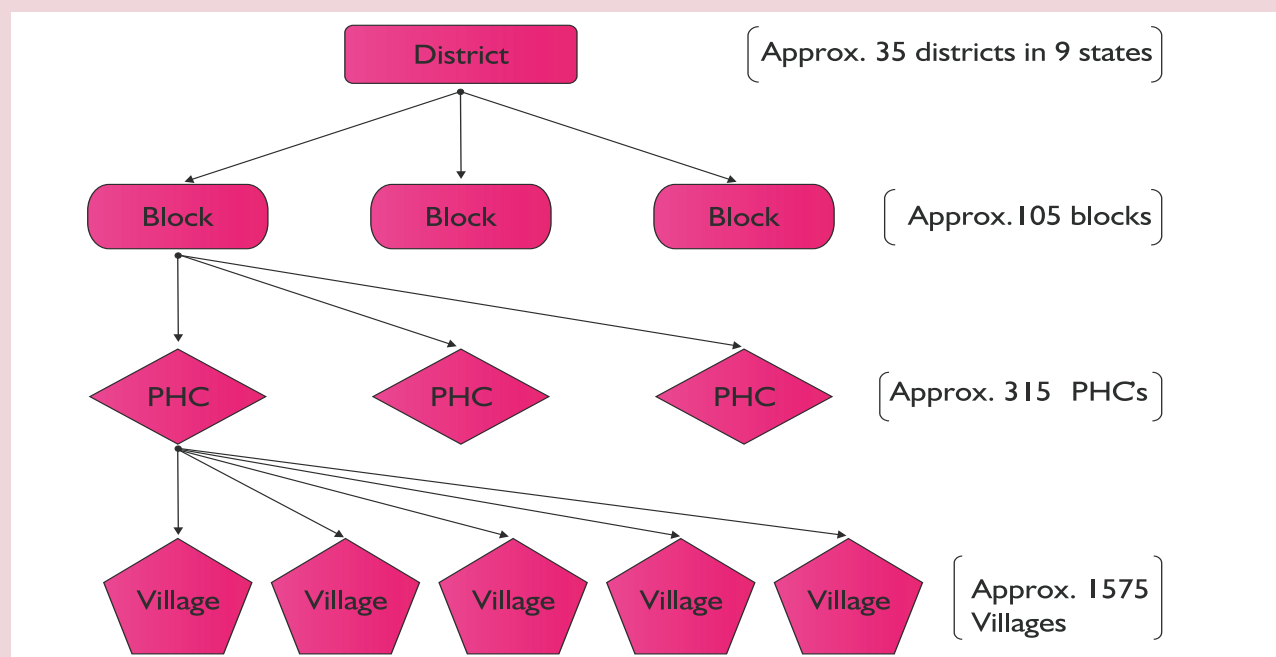 District
Approx. 35 districts in 9 states
Block Block Block
Approx.105 blocks
PHC PHC PHC
Approx. 315 PHC's
Village Village Village Village Village
Approx. 1575
Villages